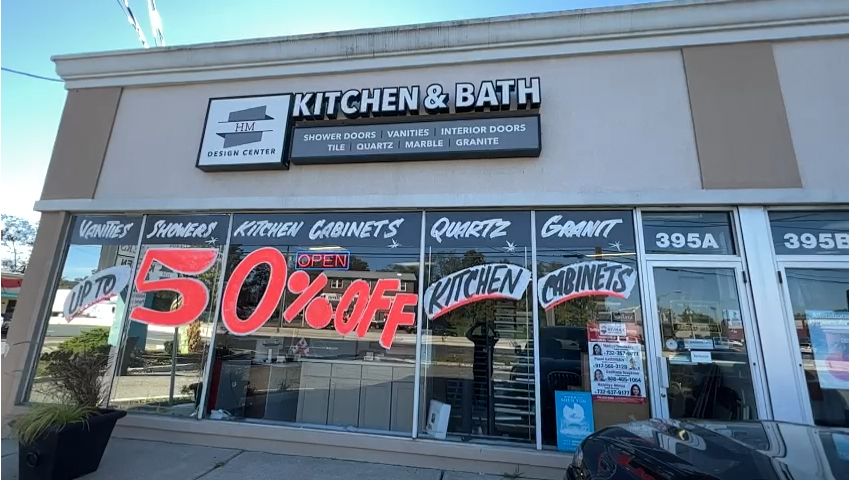 HM
DESIGN CENTER
KITCHEN & BATH
SHOWER DOORS | VANITIES | INTERIOR DOORS
TILE | QUARTZ | MARBLE | GRANITE
VANITIES
SHOWERS
KITCHEN CABINETS
QUARTZ
GRANIT
395A
395B
UP TO
50% OFF
OPEN
KITCHEN
CABINETS